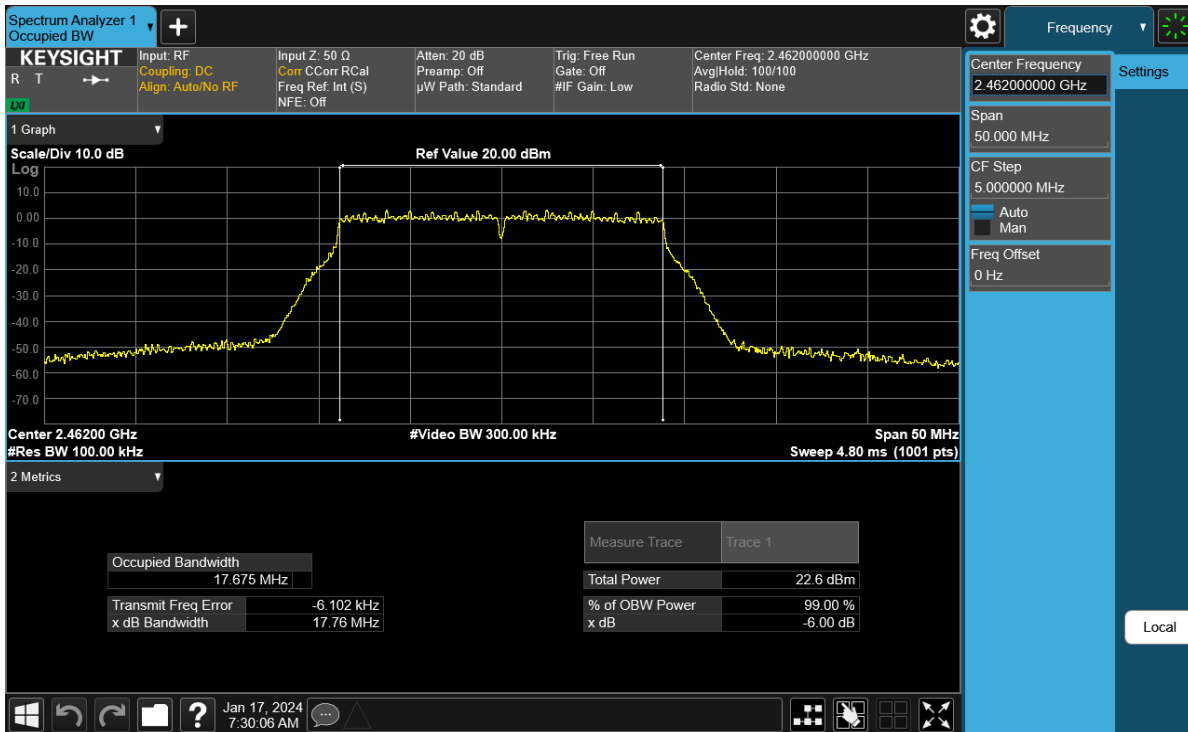 Spectrum Analyzer 1
Occupied BW
Frequency
KEYSIGHT
R T
LXI
Input: RF
Coupling: DC
Align: Auto/No RF
Input Z: 50 Ω
Corr CCorr RCal
Freq Ref: Int (S)
NFE: Off
Atten: 20 dB
Preamp: Off
µW Path: Standard
Trig: Free Run
Gate: Off
#IF Gain: Low
Center Freq: 2.462000000 GHz
Avg|Hold: 100/100
Radio Std: None
Center Frequency
2.462000000 GHz
Settings
Span
50.000 MHz
CF Step
5.000000 MHz
Auto
Man
Freq Offset
0 Hz
Local
1 Graph
Scale/Div 10.0 dB
Ref Value 20.00 dBm
Log
10.0
0.00
-10.0
-20.0
-30.0
-40.0
-50.0
-60.0
-70.0
Center 2.46200 GHz
#Video BW 300.00 kHz
Span 50 MHz
#Res BW 100.00 kHz
Sweep 4.80 ms (1001 pts)
2 Metrics
Measure Trace
Trace 1
Occupied Bandwidth
17.675 MHz
Total Power
22.6 dBm
Transmit Freq Error
-6.102 kHz
% of OBW Power
99.00 %
x dB Bandwidth
17.76 MHz
x dB
-6.00 dB
?
Jan 17, 2024
7:30:06 AM